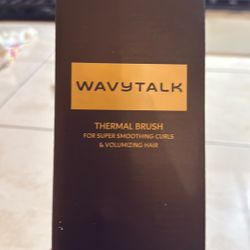 WAVYTALK
THERMAL BRUSH
FOR SUPER SMOOTHING CURLS
& VOLUMIZING HAIR